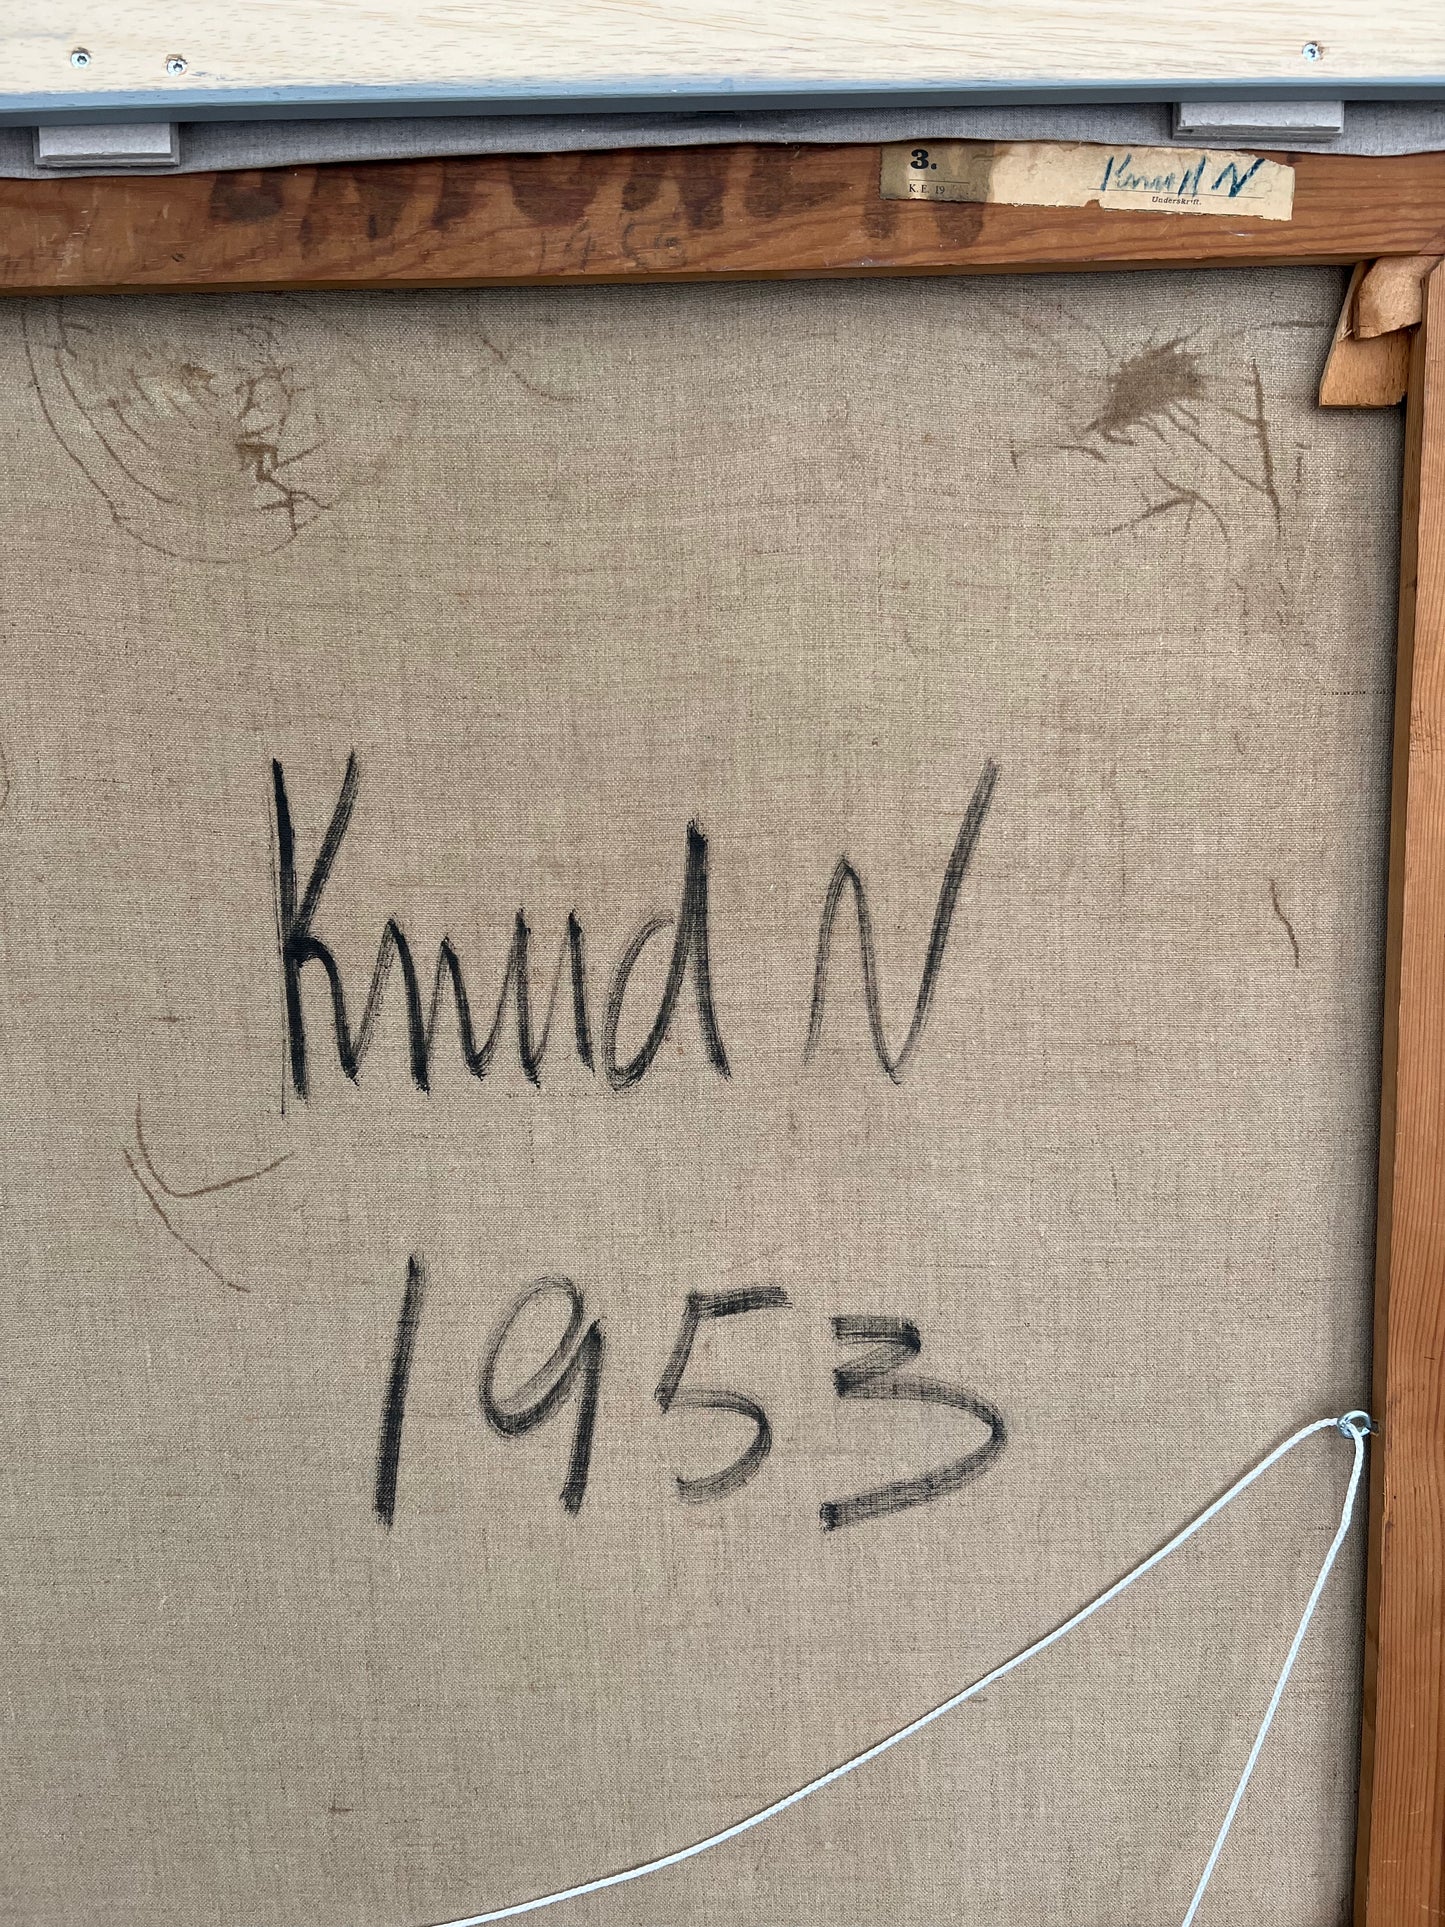 3.
K. E. 19
Knud N
Underskrift.
Knud N
1953